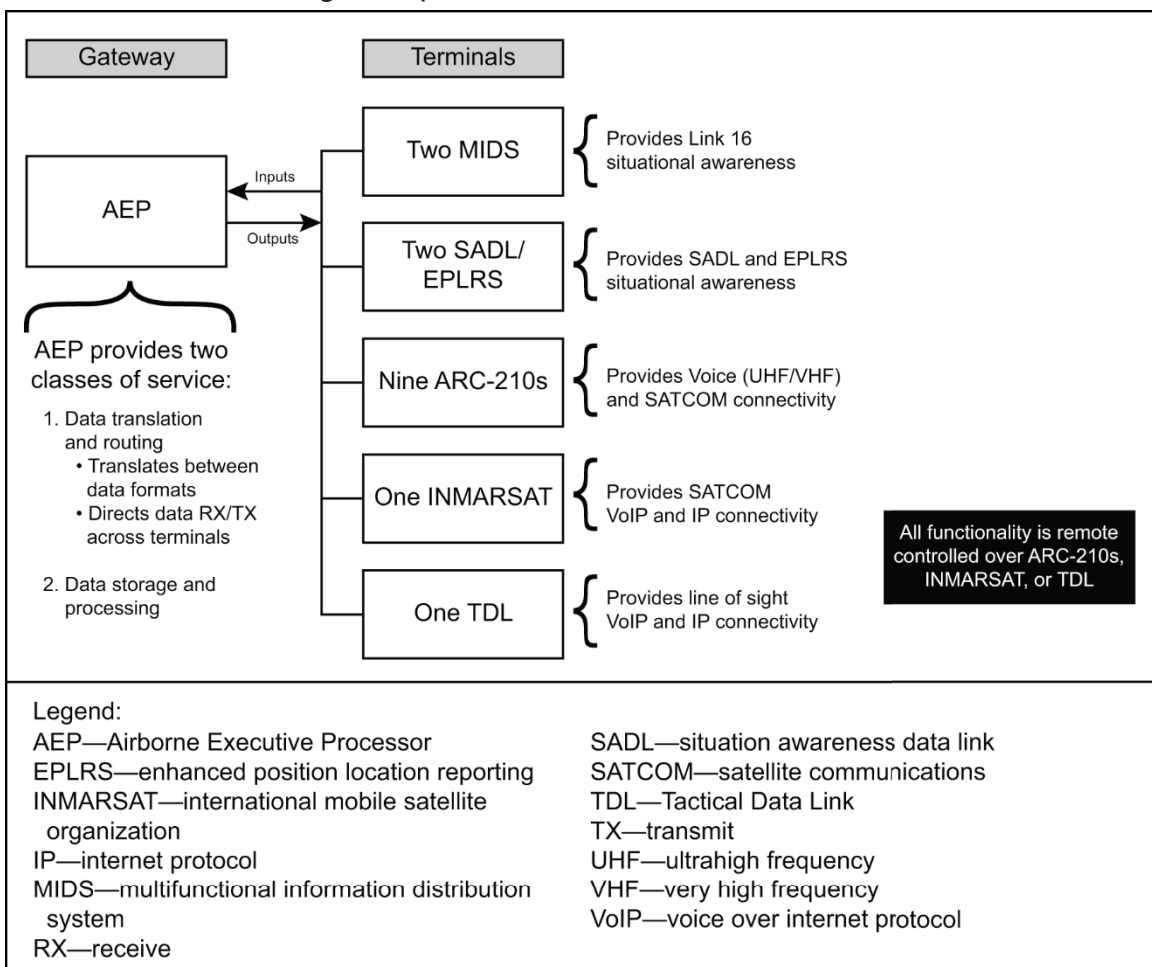 Gateway
Terminals
AEP
Inputs
Outputs
AEP provides two
classes of service:
1. Data translation
and routing
• Translates between
data formats
• Directs data RX/TX
across terminals
2. Data storage and
processing
Two MIDS
Provides Link 16
situational awareness
Two SADL/
EPLRS
Provides SADL and EPLRS
situational awareness
Nine ARC-210s
Provides Voice (UHF/VHF)
and SATCOM connectivity
One INMARSAT
Provides SATCOM
VoIP and IP connectivity
One TDL
Provides line of sight
VoIP and IP connectivity
All functionality is remote
controlled over ARC-210s,
INMARSAT, or TDL
Legend:
AEP—Airborne Executive Processor
EPLRS—enhanced position location reporting
INMARSAT—international mobile satellite
organization
IP—internet protocol
MIDS—multifunctional information distribution
system
RX—receive
SADL—situation awareness data link
SATCOM—satellite communications
TDL—Tactical Data Link
TX—transmit
UHF—ultrahigh frequency
VHF—very high frequency
VoIP—voice over internet protocol